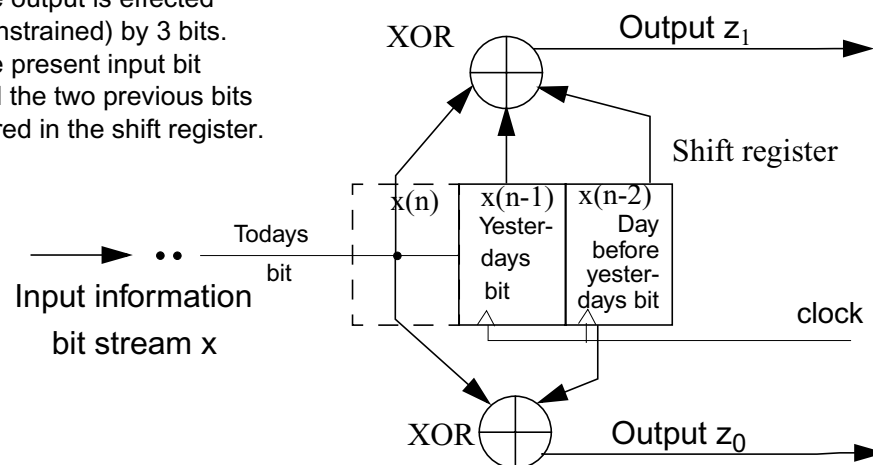 e output is effected
nstrained) by 3 bits.
e present input bit
the two previous bits
red in the shift register.
XOR
Output z1
Shift register
x(n)
x(n-1)
x(n-2)
Todays
bit
Yester-
days
bit
Day
before
yester-
days bit
Input information
bit stream x
clock
XOR
Output z0